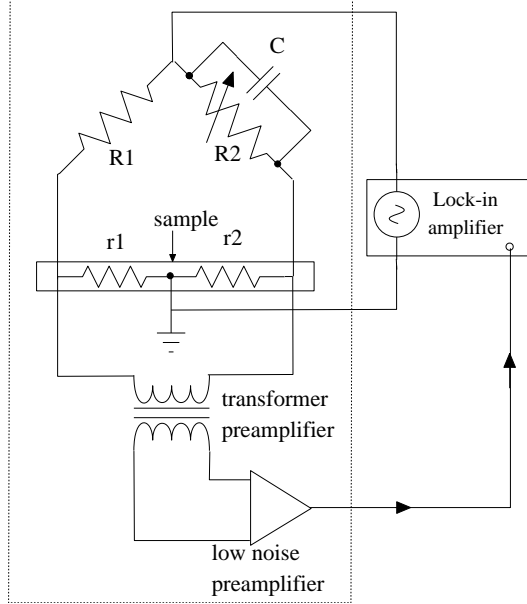 C
R1
R2
Lock-in
amplifier
sample
r1
r2
transformer
preamplifier
low noise
preamplifier